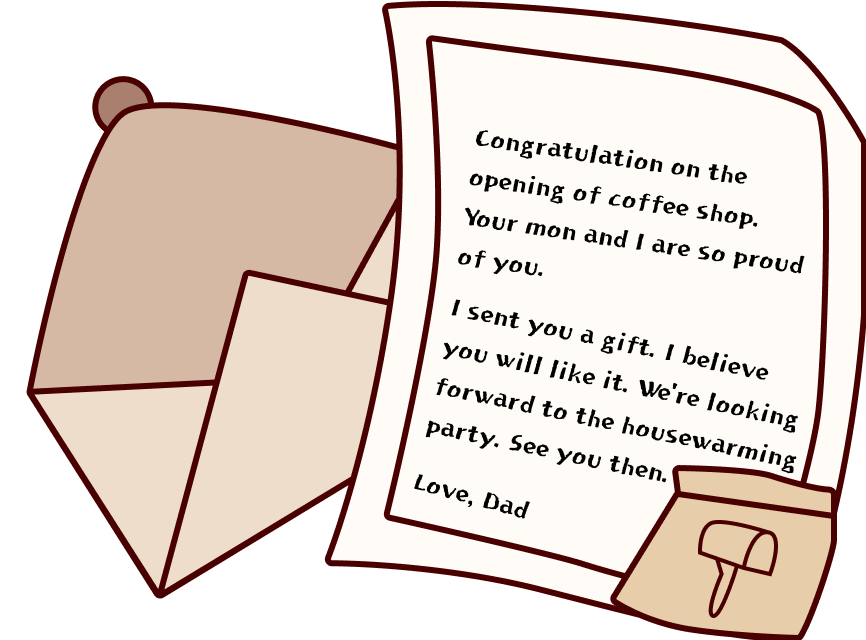 Congratulation on the
opening of coffee shop.
Your mon and I are so proud
of you.
I sent you a gift. I believe
you will like it. We're looking
forward to the housewarming
party. See you then.
Love, Dad